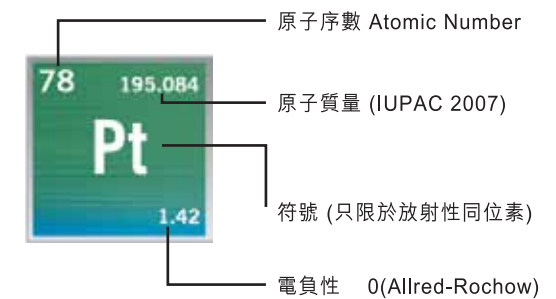 原子序數 Atomic Number
78 195.084
原子質量 (IUPAC 2007)
Pt
符號 (只限於放射性同位素)
1.42
電負性 0(Allred-Rochow)